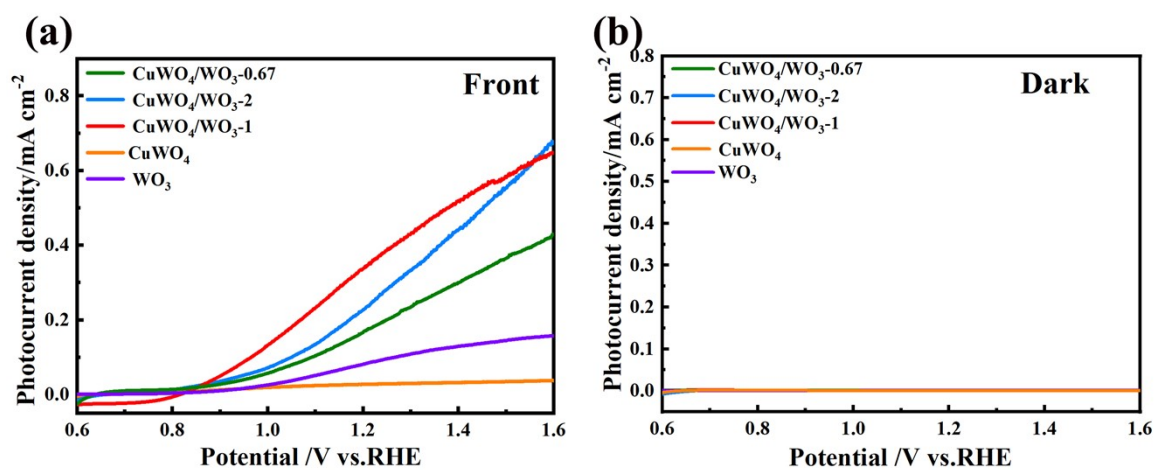 (a)
Front
CuWO₄/WO₃-0.67
CuWO₄/WO₃-2
CuWO₄/WO₃-1
CuWO₄
WO₃
Photocurrent density/mA cm⁻²
0.8
0.6
0.4
0.2
0.0
0.6 0.8 1.0 1.2 1.4 1.6
Potential /V vs.RHE
(b)
Dark
CuWO₄/WO₃-0.67
CuWO₄/WO₃-2
CuWO₄/WO₃-1
CuWO₄
WO₃
Photocurrent density/mA cm⁻²
0.8
0.7
0.6
0.5
0.4
0.3
0.2
0.1
0.0
0.6 0.8 1.0 1.2 1.4 1.6
Potential /V vs.RHE